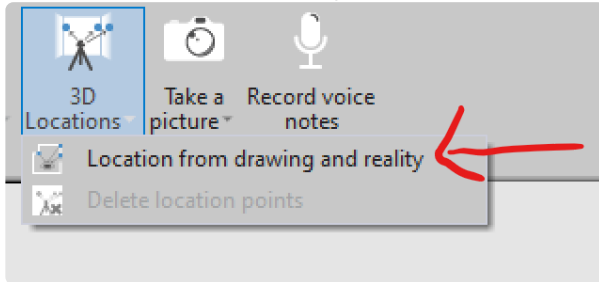 3D
Locations
Take a
picture
Record voice
notes
Location from drawing and reality
Delete location points